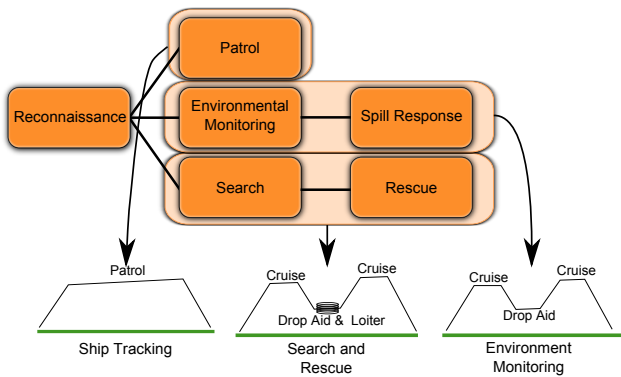 Patrol
Reconnaissance
Environmental
Monitoring
Spill Response
Search
Rescue
Patrol
Cruise
Cruise
Drop Aid & Loiter
Cruise
Cruise
Drop Aid
Ship Tracking
Search and
Rescue
Environment
Monitoring